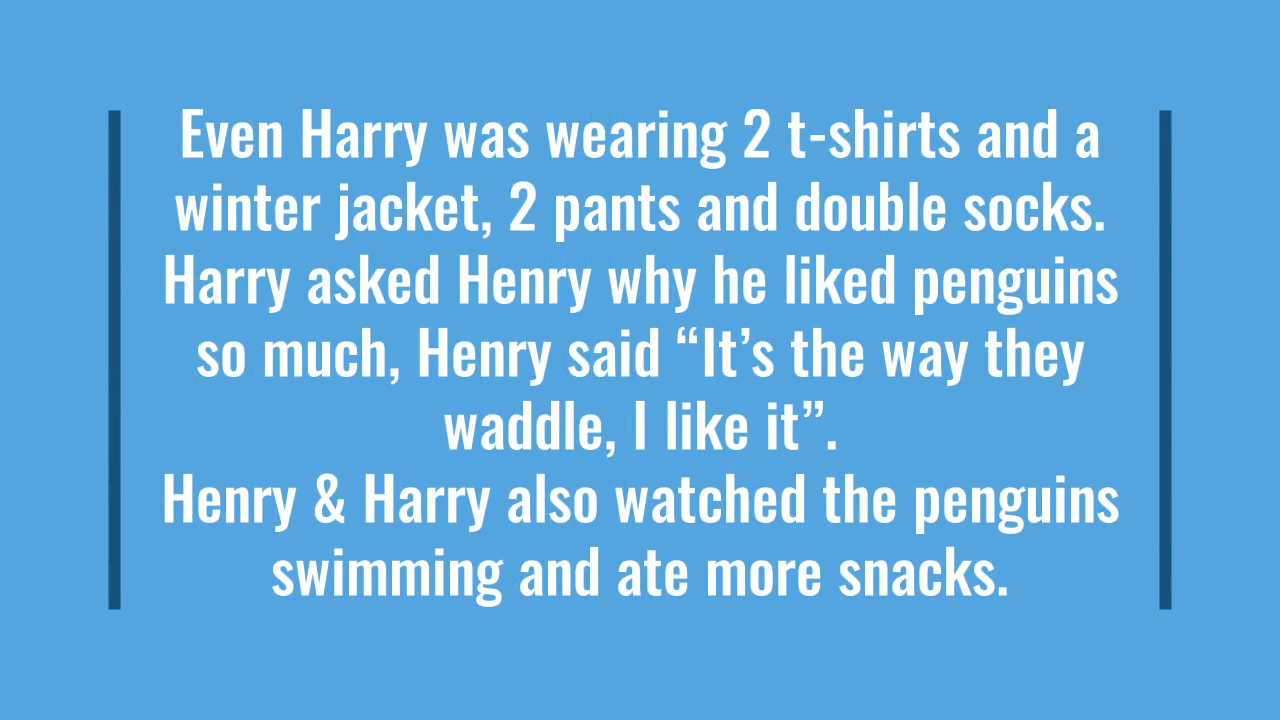 Even Harry was wearing 2 t-shirts and a
winter jacket, 2 pants and double socks.
Harry asked Henry why he liked penguins
so much, Henry said “It’s the way they
waddle, I like it”.
Henry & Harry also watched the penguins
swimming and ate more snacks.